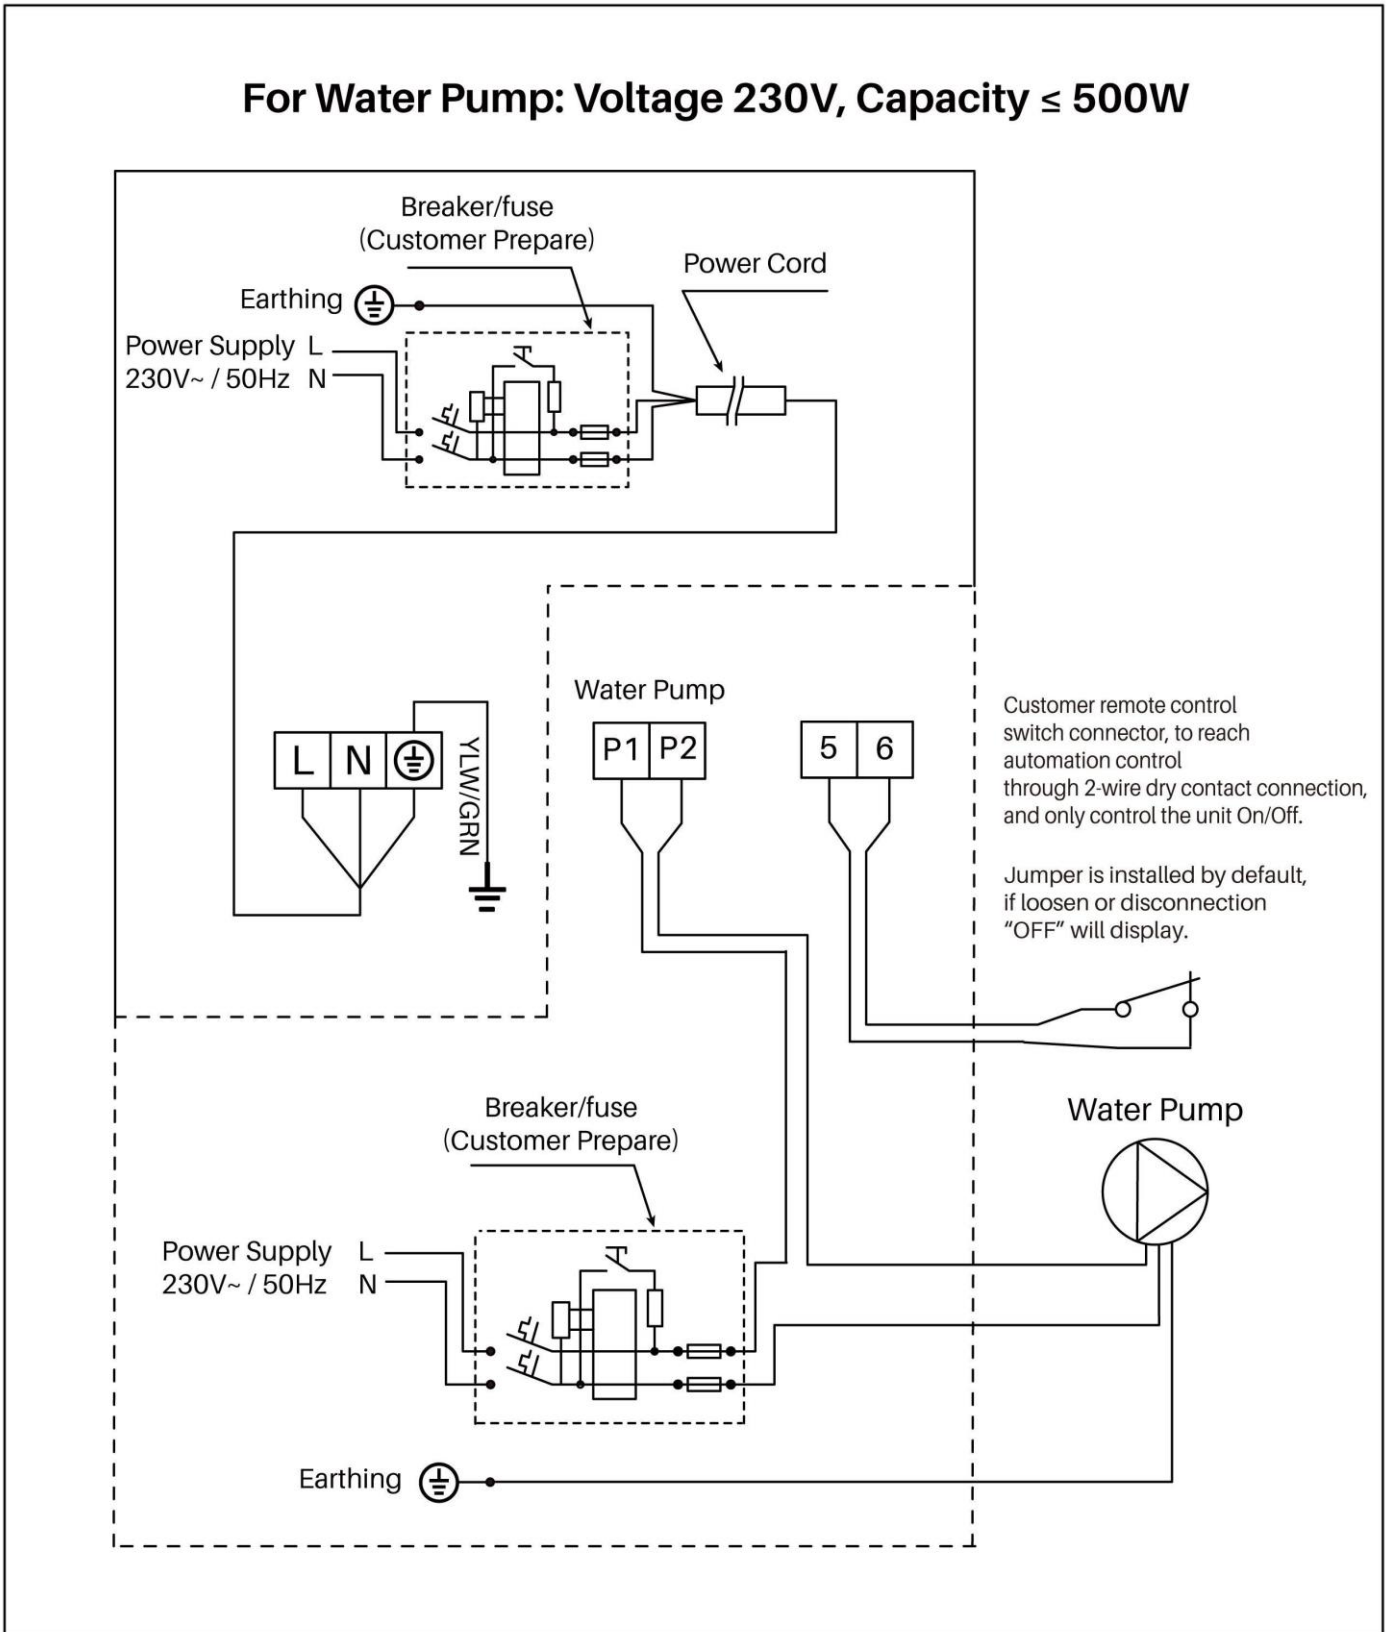 For Water Pump: Voltage 230V, Capacity ≤ 500W
Breaker/fuse
(Customer Prepare)
Power Cord
Earthing
Power Supply L
230V~ / 50Hz N
Water Pump
L N
YLW/GRN
P1 P2
5 6
Customer remote control
switch connector, to reach
automation control
through 2-wire dry contact connection,
and only control the unit On/Off.
Jumper is installed by default,
if loosen or disconnection
“OFF” will display.
Breaker/fuse
(Customer Prepare)
Water Pump
Power Supply L
230V~ / 50Hz N
Earthing